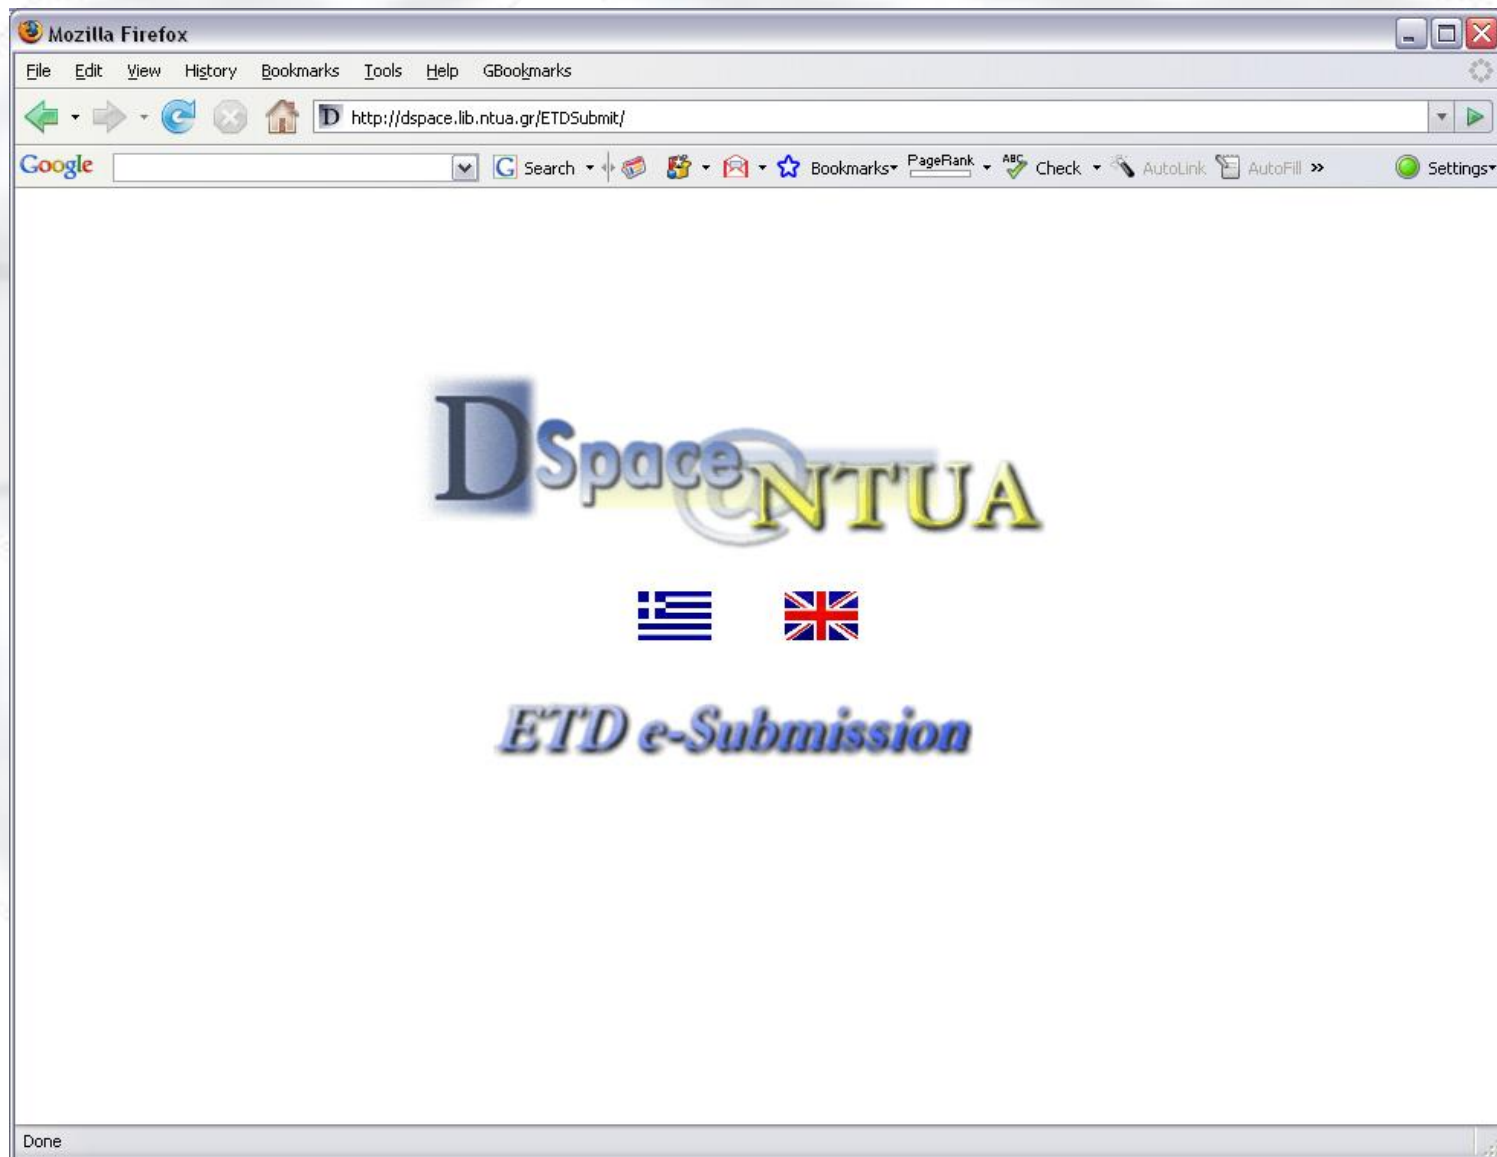 Mozilla Firefox
File Edit View History Bookmarks Tools Help GBookmarks
D http://dspace.lib.ntua.gr/ETDSubmit/
Google G Search Bookmarks PageRank ABC Check AutoLink AutoFill » Settings
DSpace@NTUA
ETD e-Submission
Done